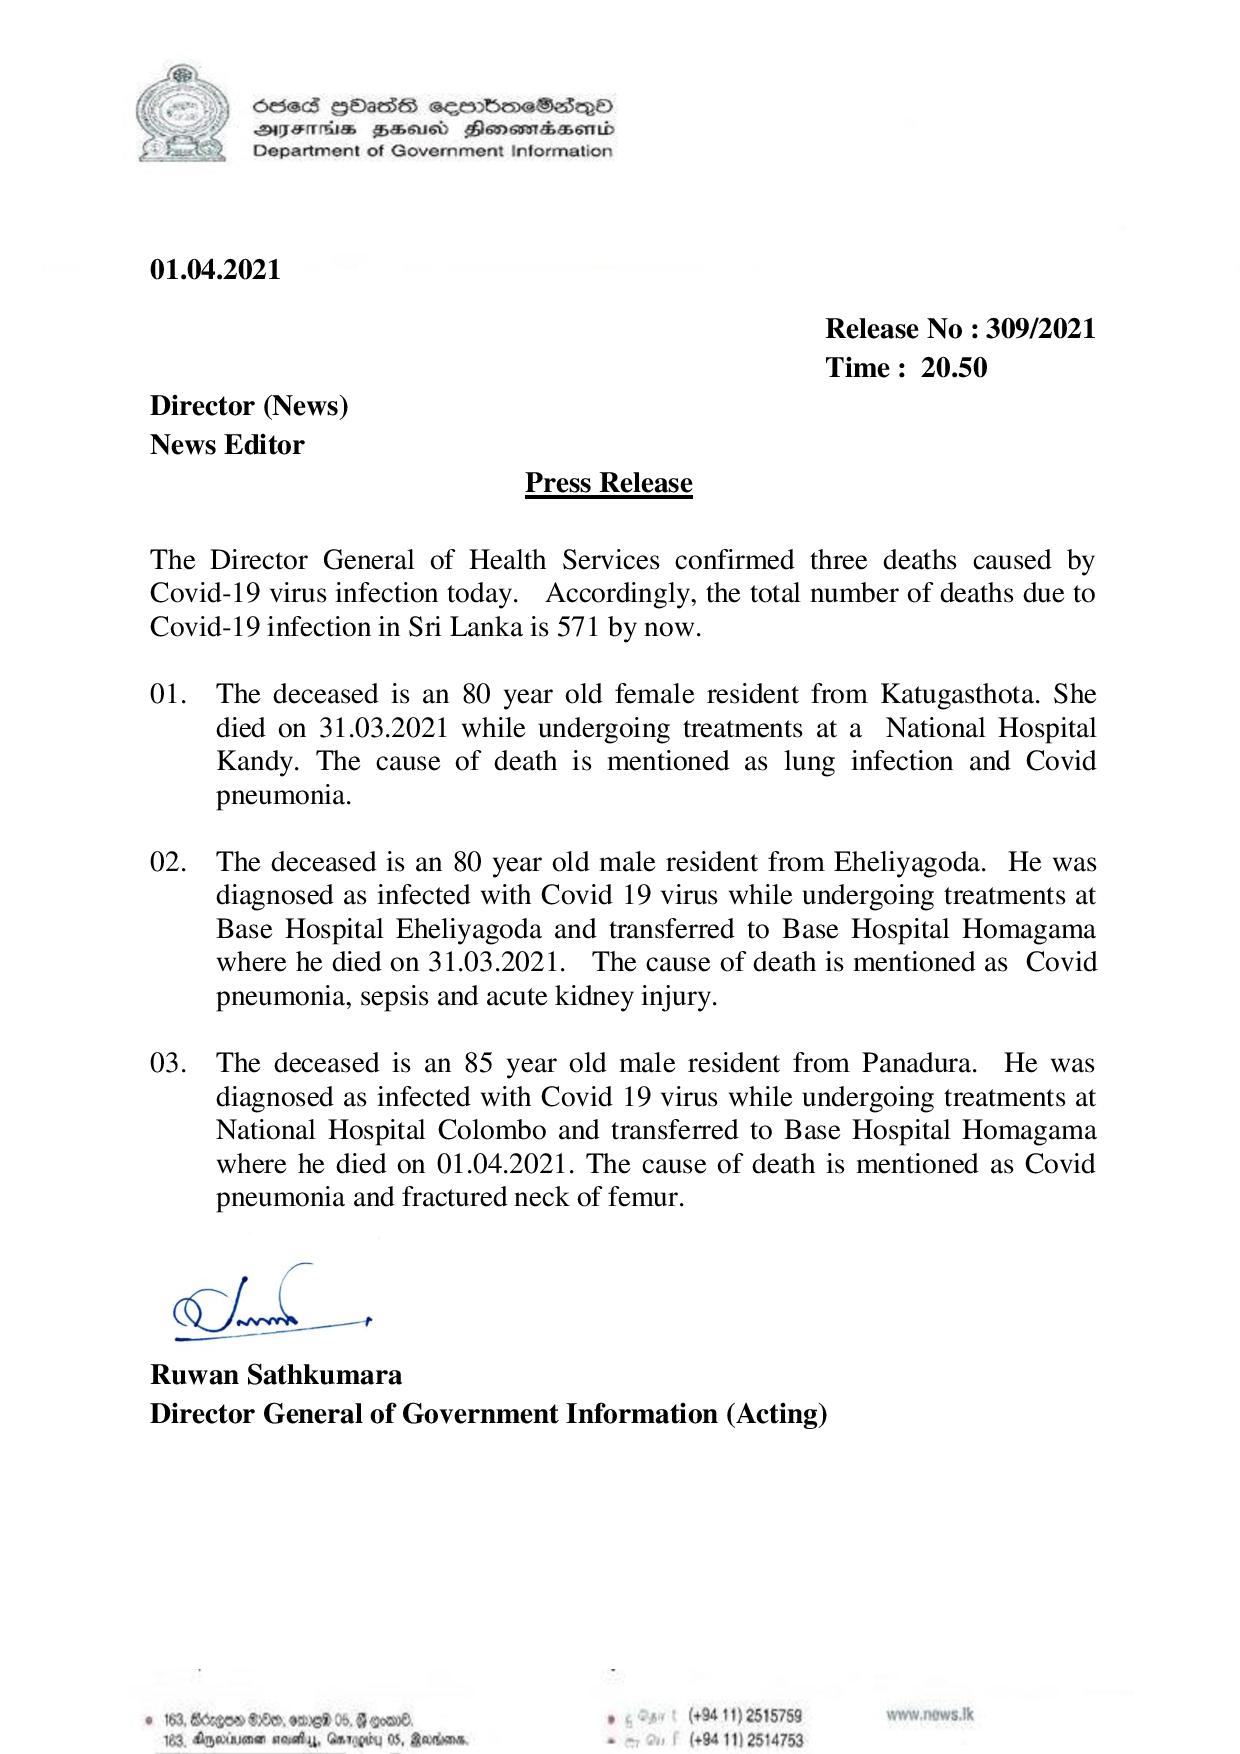 රජයේ ප්‍රවෘත්ති දෙපාර්තමේන්තුව
அரசாங்க தகவல் திணைக்களம்
Department of Government Information
01.04.2021
Release No : 309/2021
Time : 20.50
Director (News)
News Editor
Press Release
The Director General of Health Services confirmed three deaths caused by
Covid-19 virus infection today. Accordingly, the total number of deaths due to
Covid-19 infection in Sri Lanka is 571 by now.
01. The deceased is an 80 year old female resident from Katugasthota. She
died on 31.03.2021 while undergoing treatments at a National Hospital
Kandy. The cause of death is mentioned as lung infection and Covid
pneumonia.
02. The deceased is an 80 year old male resident from Eheliyagoda. He was
diagnosed as infected with Covid 19 virus while undergoing treatments at
Base Hospital Eheliyagoda and transferred to Base Hospital Homagama
where he died on 31.03.2021. The cause of death is mentioned as Covid
pneumonia, sepsis and acute kidney injury.
03. The deceased is an 85 year old male resident from Panadura. He was
diagnosed as infected with Covid 19 virus while undergoing treatments at
National Hospital Colombo and transferred to Base Hospital Homagama
where he died on 01.04.2021. The cause of death is mentioned as Covid
pneumonia and fractured neck of femur.
Ruwan Sathkumara
Director General of Government Information (Acting)
163, කිරුලපන මාවත, කොළඹ 05, ශ්‍රී ලංකාව.
163, கிருலப்பனை எவனியூ, கொழும்பு 05, இலங்கை.
(+94 11) 2515759
(+94 11) 2514753
www.news.lk